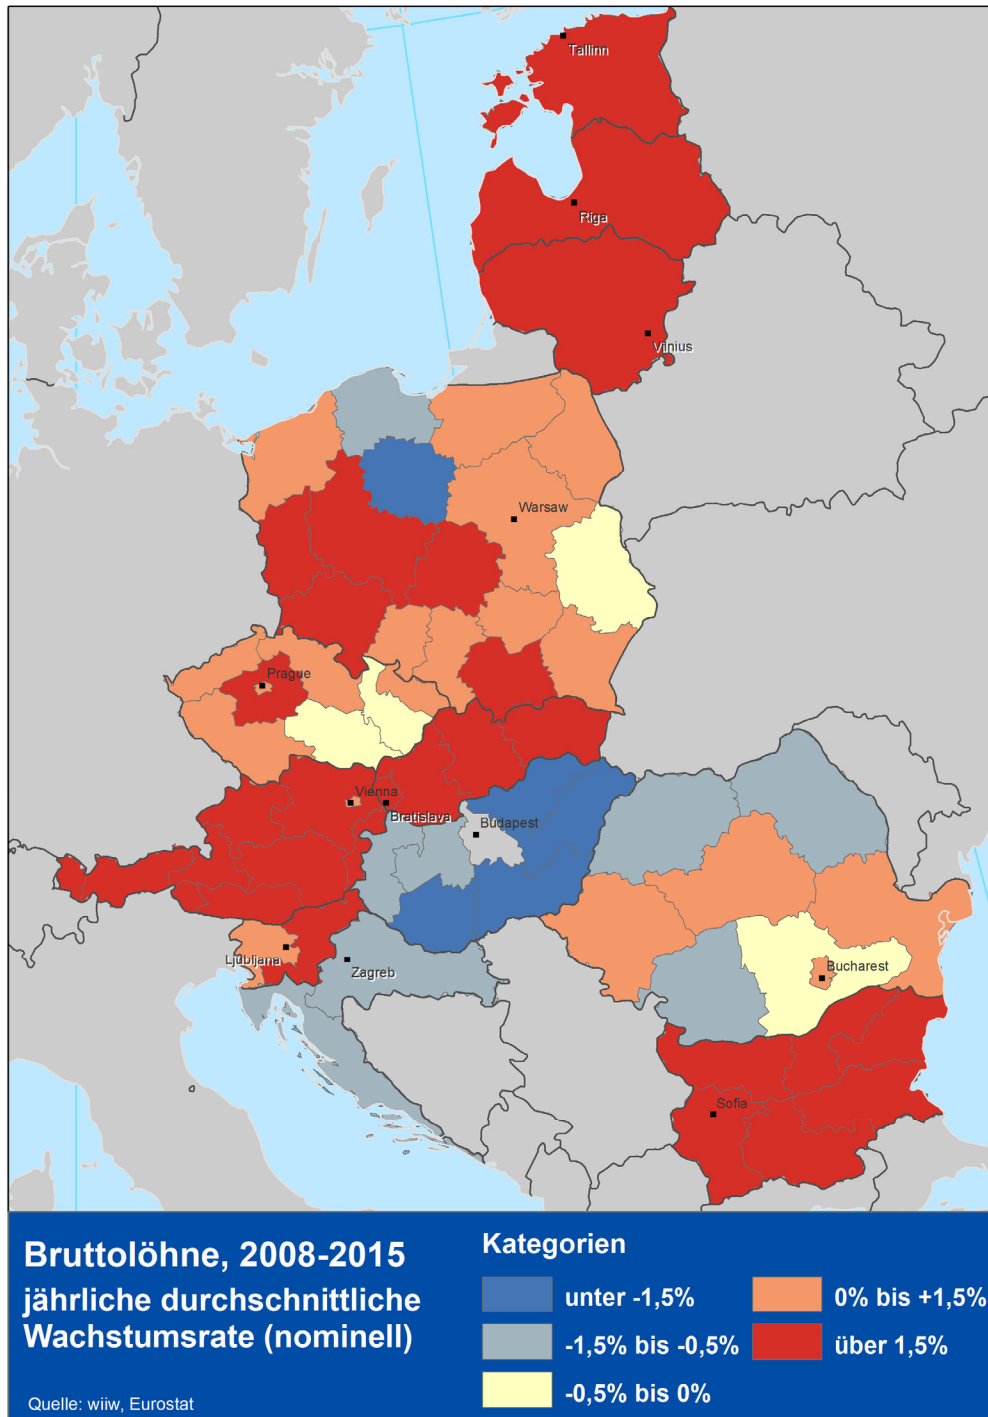 Tallinn
Riga
Vilnius
Warsaw
Prague
Vienna
Bratislava
Budapest
Ljubljana
Zagreb
Bucharest
Sofia
Bruttolöhne, 2008-2015
jährliche durchschnittliche
Wachstumsrate (nominell)
Quelle: wiiw, Eurostat
Kategorien
unter -1,5%
-1,5% bis -0,5%
-0,5% bis 0%
0% bis +1,5%
über 1,5%